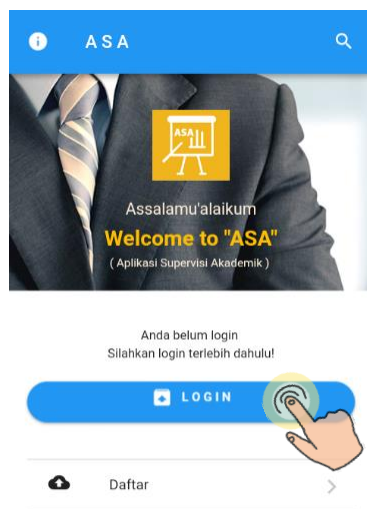 ASA
ASA
Assalamu'alaikum
Welcome to "ASA"
( Aplikasi Supervisi Akademik )
Anda belum login
Silahkan login terlebih dahulu!
LOGIN
Daftar